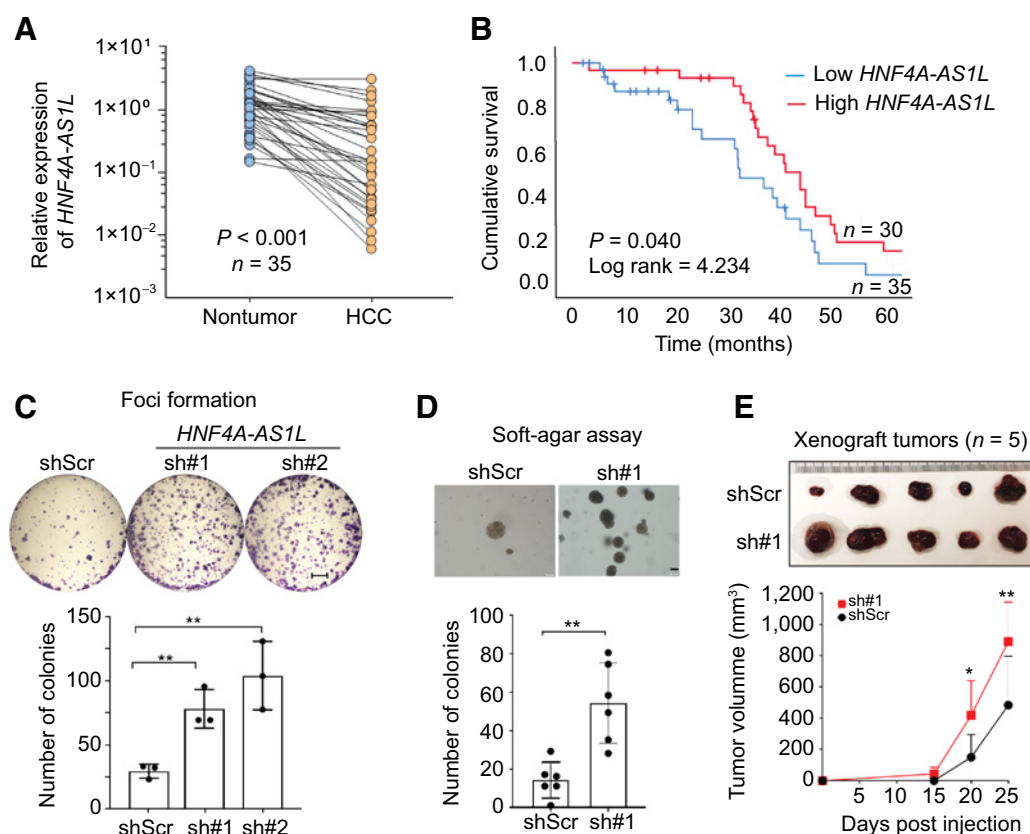 A
Relative expression
of HNF4A-AS1L
1×10¹
1×10⁰
1×10⁻¹
1×10⁻²
1×10⁻³
P < 0.001
n = 35
Nontumor HCC
B
Cumulative survival
1.0
0.8
0.6
0.4
0.2
0.0
Low HNF4A-AS1L
High HNF4A-AS1L
P = 0.040
Log rank = 4.234
n = 30
n = 35
0 10 20 30 40 50 60
Time (months)
C
Foci formation
HNF4A-AS1L
shScr sh#1 sh#2
Number of colonies
150
100
50
0
**
**
shScr sh#1 sh#2
D
Soft-agar assay
shScr sh#1
Number of colonies
100
80
60
40
20
0
**
shScr sh#1
E
Xenograft tumors (n = 5)
shScr
sh#1
Tumor volumme (mm³)
1,200
1,000
800
600
400
200
0
sh#1
shScr
*
**
5 10 15 20 25
Days post injection